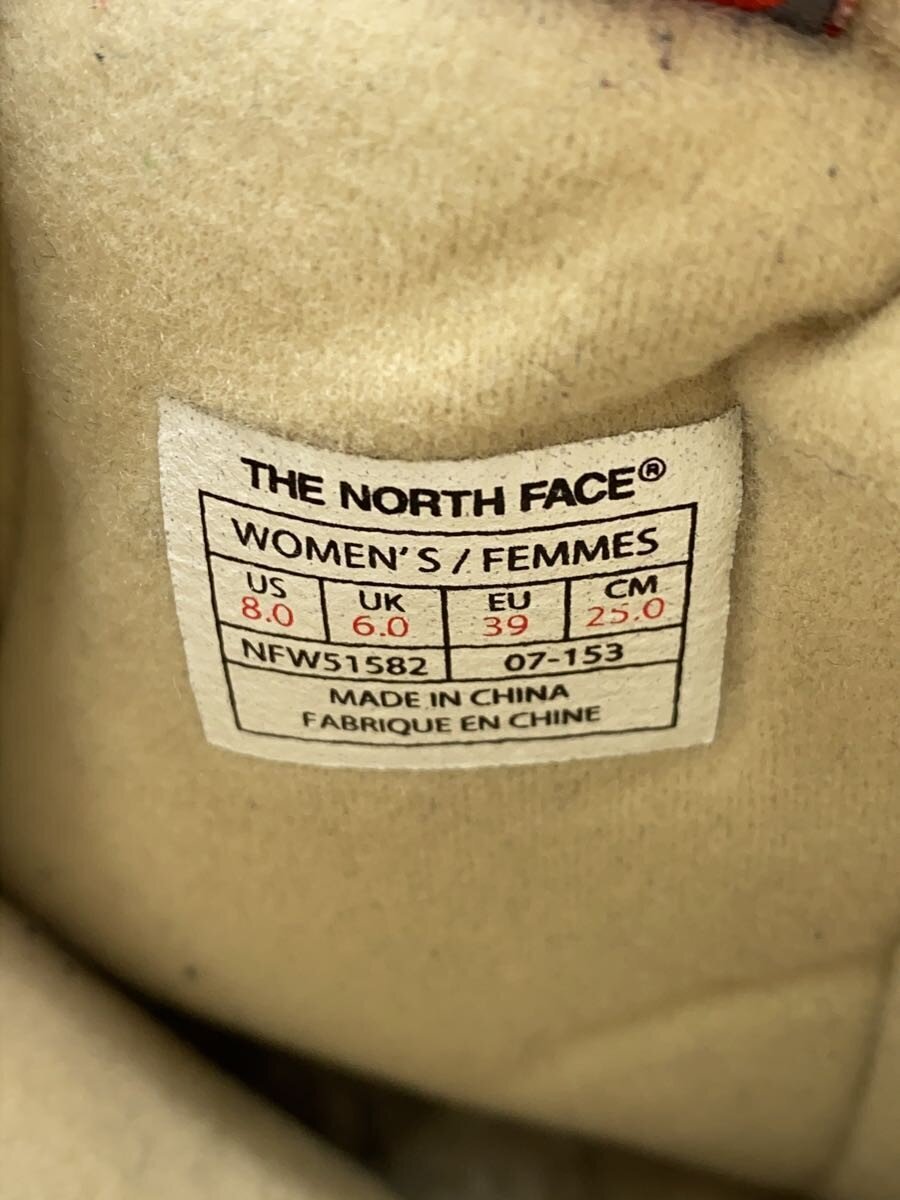 THE NORTH FACE®
WOMEN'S / FEMMES
US UK EU CM
8.0 6.0 39 25.0
NFW51582 07-153
MADE IN CHINA
FABRIQUE EN CHINE